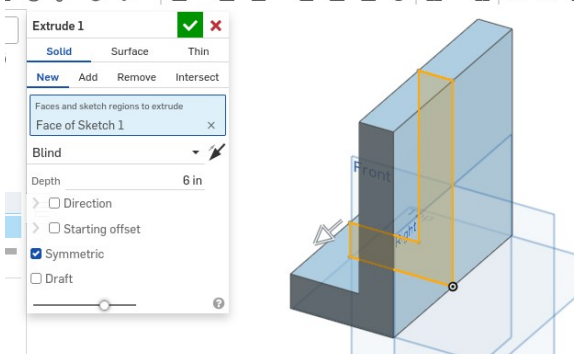 Extrude 1
Solid Surface Thin
New Add Remove Intersect
Faces and sketch regions to extrude
Face of Sketch 1
Blind
Depth 6 in
Direction
Starting offset
Symmetric
Draft
Front
Right